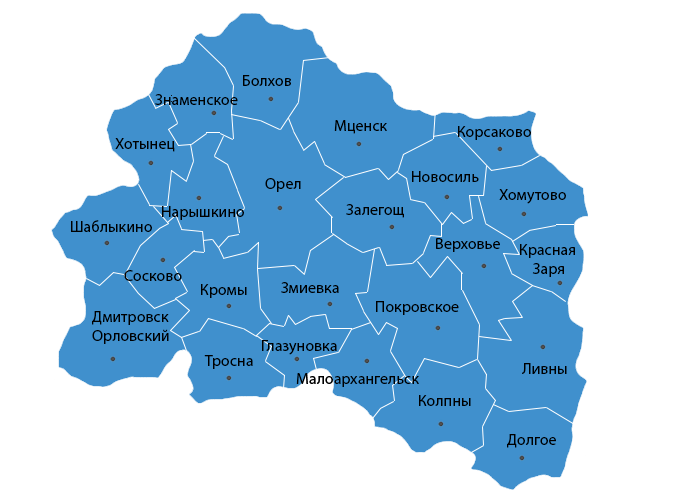 Болхов
Знаменское
Мценск
Корсаково
Хотынец
Новосиль
Орел
Хомутово
Нарышкино
Залегощ
Шаблыкино
Верховье
Красная
Заря
Сосково
Кромы
Змиевка
Покровское
Дмитровск
Орловский
Глазуновка
Тросна
Ливны
Малоархангельск
Колпны
Долгое